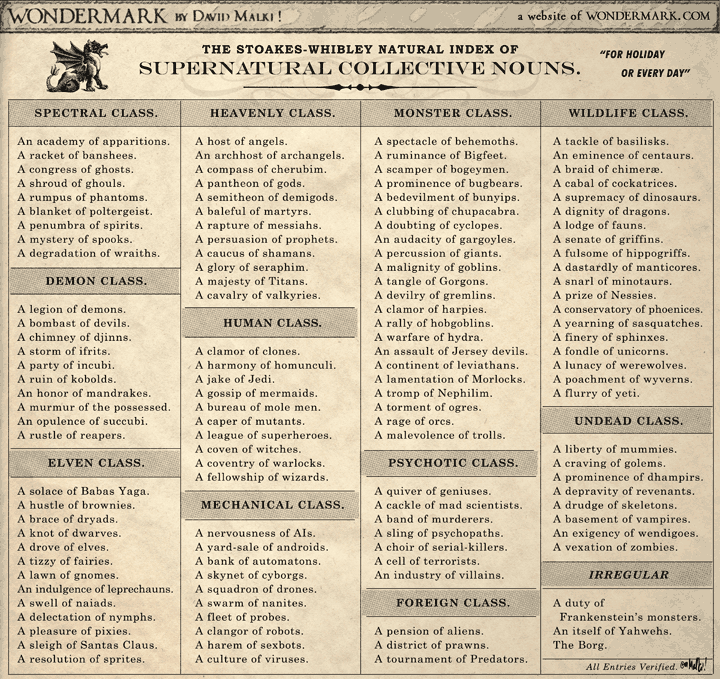 WONDERMARK BY DAVID MALKI !
a website of WONDERMARK.COM
THE STOAKES-WHIBLEY NATURAL INDEX OF
SUPERNATURAL COLLECTIVE NOUNS.
"FOR HOLIDAY
OR EVERY DAY"
SPECTRAL CLASS.
An academy of apparitions.
A racket of banshees.
A congress of ghosts.
A shroud of ghouls.
A rumpus of phantoms.
A blanket of poltergeist.
A penumbra of spirits.
A mystery of spooks.
A degradation of wraiths.
DEMON CLASS.
A legion of demons.
A bombast of devils.
A chimney of djinns.
A storm of ifrits.
A party of incubi.
A ruin of kobolds.
An honor of mandrakes.
A murmur of the possessed.
An opulence of succubi.
A rustle of reapers.
ELVEN CLASS.
A solace of Babas Yaga.
A hustle of brownies.
A brace of dryads.
A knot of dwarves.
A drove of elves.
A tizzy of fairies.
A lawn of gnomes.
An indulgence of leprechauns.
A swell of naiads.
A delectation of nymphs.
A pleasure of pixies.
A sleigh of Santas Claus.
A resolution of sprites.
HEAVENLY CLASS.
A host of angels.
An archhost of archangels.
A compass of cherubim.
A pantheon of gods.
A semitheon of demigods.
A baleful of martyrs.
A rapture of messiahs.
A persuasion of prophets.
A caucus of shamans.
A glory of seraphim.
A majesty of Titans.
A cavalry of valkyries.
HUMAN CLASS.
A clamor of clones.
A harmony of homunculi.
A jake of Jedi.
A gossip of mermaids.
A bureau of mole men.
A caper of mutants.
A league of superheroes.
A coven of witches.
A coventry of warlocks.
A fellowship of wizards.
MECHANICAL CLASS.
A nervousness of AIs.
A yard-sale of androids.
A bank of automatons.
A skynet of cyborgs.
A squadron of drones.
A swarm of nanites.
A fleet of probes.
A clangor of robots.
A harem of sexbots.
A culture of viruses.
MONSTER CLASS.
A spectacle of behemoths.
A ruminance of Bigfeet.
A scamper of bogeymen.
A prominence of bugbears.
A bedevilment of bunyips.
A clubbing of chupacabra.
A doubting of cyclopes.
An audacity of gargoyles.
A percussion of giants.
A malignity of goblins.
A tangle of Gorgons.
A devilry of gremlins.
A clamor of harpies.
A rally of hobgoblins.
A warfare of hydra.
An assault of Jersey devils.
A continent of leviathans.
A lamentation of Morlocks.
A tromp of Nephilim.
A torment of ogres.
A rage of orcs.
A malevolence of trolls.
PSYCHOTIC CLASS.
A quiver of geniuses.
A cackle of mad scientists.
A band of murderers.
A sling of psychopaths.
A choir of serial-killers.
A cell of terrorists.
An industry of villains.
FOREIGN CLASS.
A pension of aliens.
A district of prawns.
A tournament of Predators.
WILDLIFE CLASS.
A tackle of basilisks.
An eminence of centaurs.
A braid of chimeræ.
A cabal of cockatrices.
A supremacy of dinosaurs.
A dignity of dragons.
A lodge of fauns.
A senate of griffins.
A fulsome of hippogriffs.
A dastardly of manticores.
A snarl of minotaurs.
A prize of Nessies.
A conservatory of phoenices.
A yearning of sasquatches.
A finery of sphinxes.
A fondle of unicorns.
A lunacy of werewolves.
A poachment of wyverns.
A flurry of yeti.
UNDEAD CLASS.
A liberty of mummies.
A craving of golems.
A prominence of dhampirs.
A depravity of revenants.
A drudge of skeletons.
A basement of vampires.
An exigency of wendigoes.
A vexation of zombies.
IRREGULAR
A duty of
Frankenstein's monsters.
An itself of Yahwehs.
The Borg.
All Entries Verified.